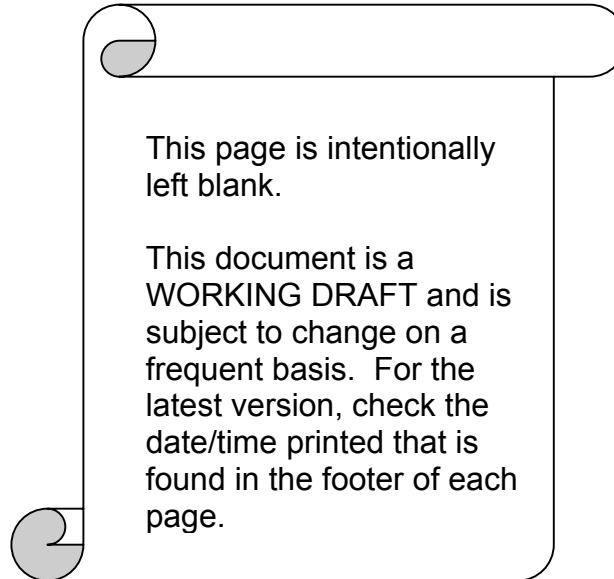 This page is intentionally
left blank.
This document is a
WORKING DRAFT and is
subject to change on a
frequent basis.  For the
latest version, check the
date/time printed that is
found in the footer of each
page.